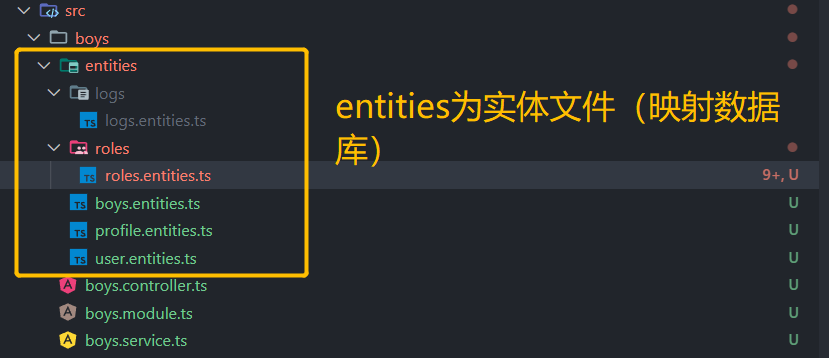 src
boys
entities
logs
TS logs.entities.ts
roles
TS roles.entities.ts 9+, U
TS boys.entities.ts U
TS profile.entities.ts U
TS user.entities.ts U
boys.controller.ts U
boys.module.ts U
boys.service.ts U
entities为实体文件（映射数据
库）